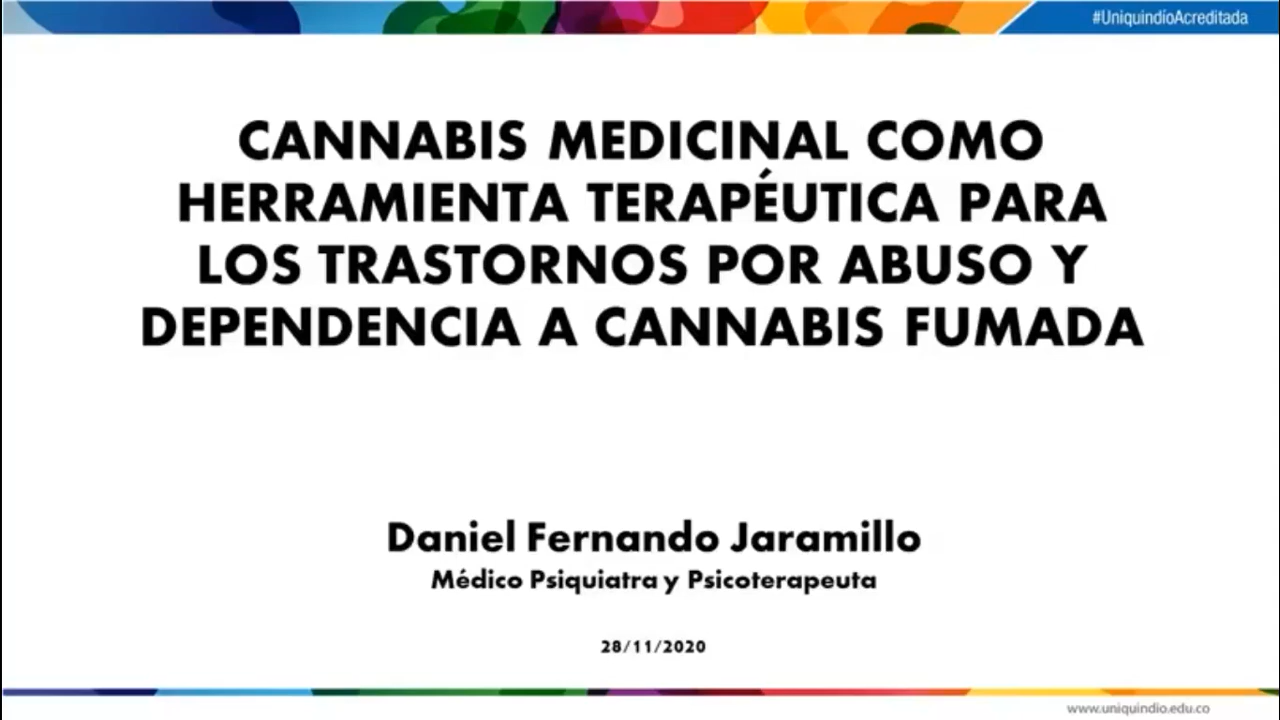 #UniquindíoAcreditada
CANNABIS MEDICINAL COMO
HERRAMIENTA TERAPÉUTICA PARA
LOS TRASTORNOS POR ABUSO Y
DEPENDENCIA A CANNABIS FUMADA
Daniel Fernando Jaramillo
Médico Psiquiatra y Psicoterapeuta
28/11/2020
www.uniquindio.edu.co